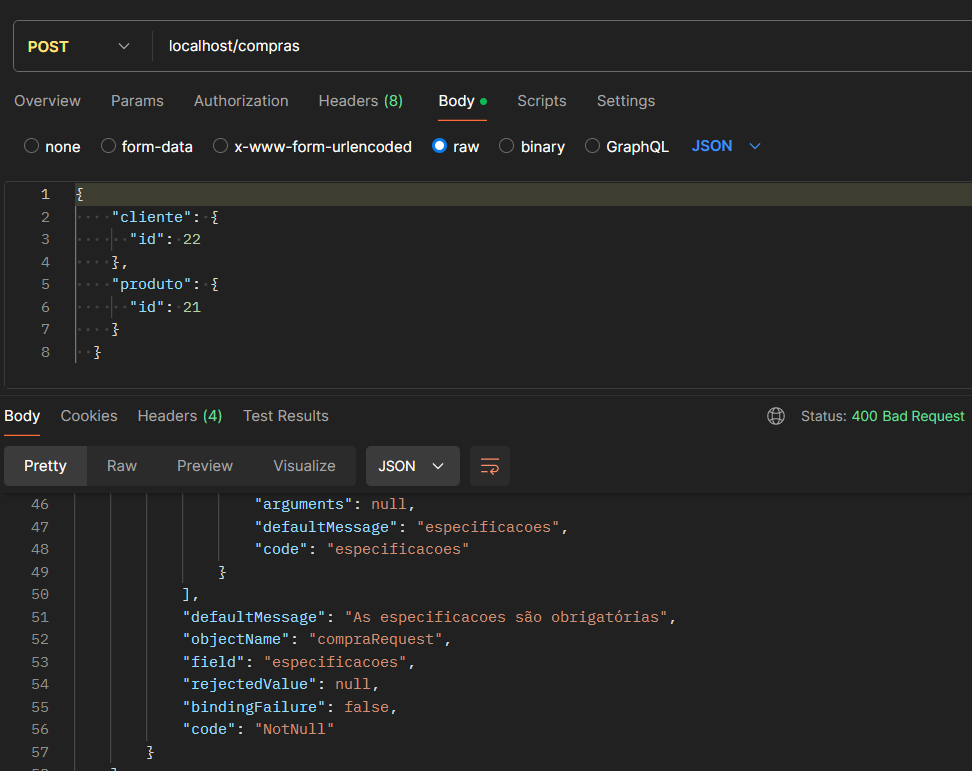 POST localhost/compras
Overview Params Authorization Headers (8) Body Scripts Settings
none form-data x-www-form-urlencoded raw binary GraphQL JSON
1 {
2 "cliente": {
3 "id": 22
4 },
5 "produto": {
6 "id": 21
7 }
8 }
Body Cookies Headers (4) Test Results Status: 400 Bad Request
Pretty Raw Preview Visualize JSON
46 "arguments": null,
47 "defaultMessage": "especificacoes",
48 "code": "especificacoes"
49 }
50 ],
51 "defaultMessage": "As especificacoes são obrigatórias",
52 "objectName": "compraRequest",
53 "field": "especificacoes",
54 "rejectedValue": null,
55 "bindingFailure": false,
56 "code": "NotNull"
57 }